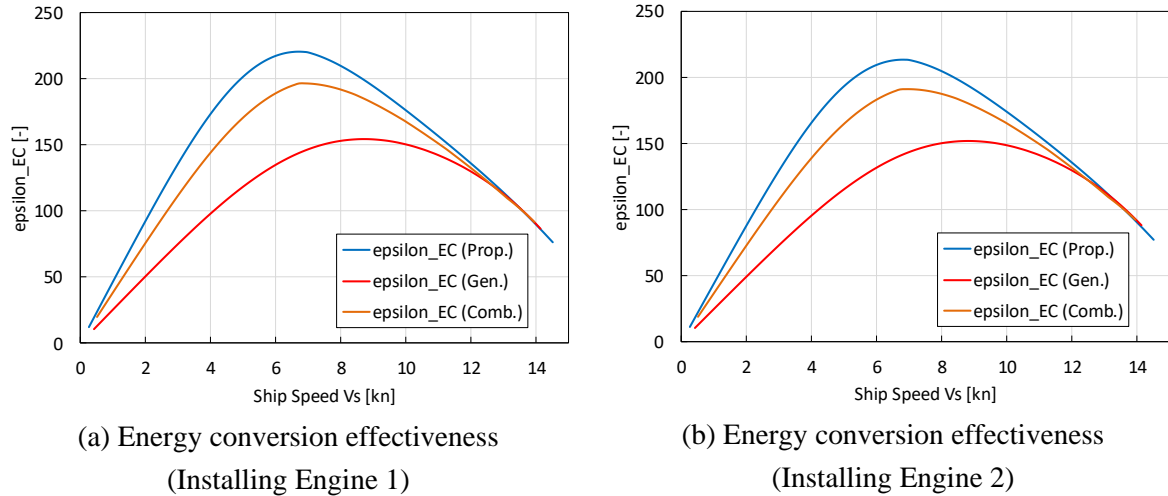 250
200
150
100
50
0
epsilon_EC [-]
epsilon_EC (Prop.)
epsilon_EC (Gen.)
epsilon_EC (Comb.)
0 2 4 6 8 10 12 14
Ship Speed Vs [kn]
(a) Energy conversion effectiveness
(Installing Engine 1)
250
200
150
100
50
0
epsilon_EC [-]
epsilon_EC (Prop.)
epsilon_EC (Gen.)
epsilon_EC (Comb.)
0 2 4 6 8 10 12 14
Ship Speed Vs [kn]
(b) Energy conversion effectiveness
(Installing Engine 2)